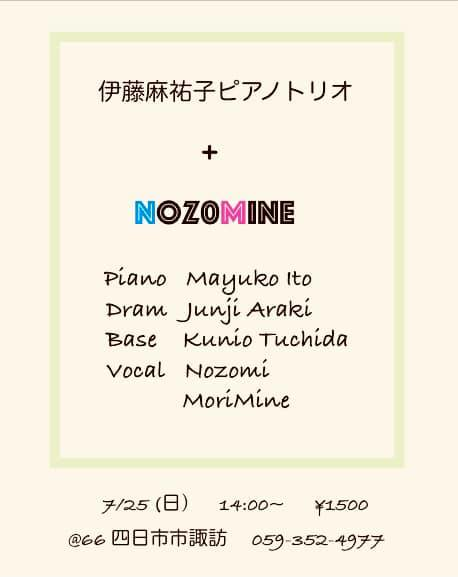 伊藤麻祐子ピアノトリオ
+
NOZOMINE
Piano Mayuko Ito
Dram Junji Araki
Base Kunio Tuchida
Vocal Nozomi
MoriMine
7/25 (日) 14:00~ ¥1500
@66 四日市市諏訪 059-352-4977